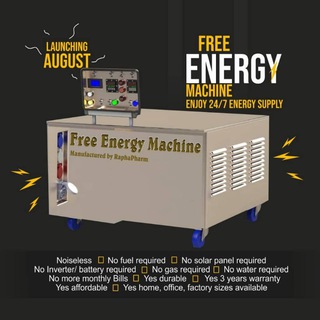 LAUNCHING
AUGUST
FREE
ENERGY
MACHINE
ENJOY 24/7 ENERGY SUPPLY
Free Energy Machine
Manufactured by RaphaPharm
Noiseless □ No fuel required □ No solar panel required
No Inverter/ battery required □ No gas required □ No water required
No more monthly Bills □ Yes durable □ Yes 3 years warranty
Yes affordable □ Yes home, office, factory sizes available